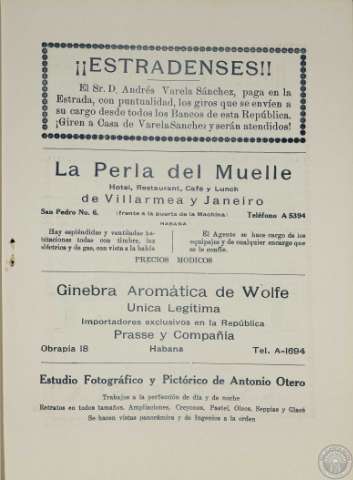 ¡¡ESTRADENSES!!
El Sr. D. Andrés Varela Sánchez, paga en la
Estrada, con puntualidad, los giros que se envíen a
su cargo desde todos los Bancos de esta República.
¡Giren a Casa de Varela Sanchez y serán atendidos!
La Perla del Muelle
Hotel, Restaurant, Café y Lunch
de Villarmea y Janeiro
San Pedro No. 6. (frente a la puerta de la Machina) Teléfono A 5394
HABANA
Hay espléndidas y ventiladas ha-
bitaciones todas con timbre, luz
eléctrica y de gas, con vista a la bahía
El Agente se hace cargo de los
equipajes y de cualquier encargo que
se le confíe.
PRECIOS MODICOS
Ginebra Aromática de Wolfe
Unica Legítima
Importadores exclusivos en la República
Prasse y Compañía
Obrapía 18 Habana Tel. A-1694
Estudio Fotográfico y Pictórico de Antonio Otero
Trabajos a la perfección de día y de noche
Retratos en todos tamaños. Ampliaciones, Creyones, Pastel, Oleos, Seppias y Glacé
Se hacen vistas panorámica y de Ingenios a la orden